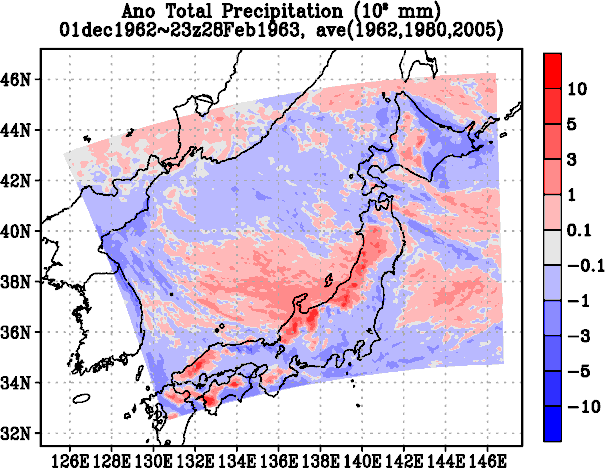 Ano Total Precipitation (10² mm)
01dec1962~23z28Feb1963, ave(1962,1980,2005)
46N
44N
42N
40N
38N
36N
34N
32N
126E 128E 130E 132E 134E 136E 138E 140E 142E 144E 146E
10
5
3
1
0.1
-0.1
-1
-3
-5
-10